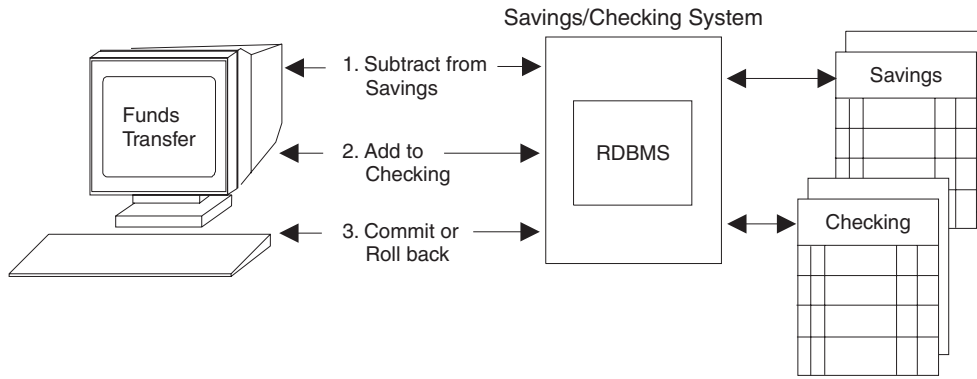 Savings/Checking System
Funds
Transfer
1. Subtract from
Savings
2. Add to
Checking
3. Commit or
Roll back
RDBMS
Savings
Checking